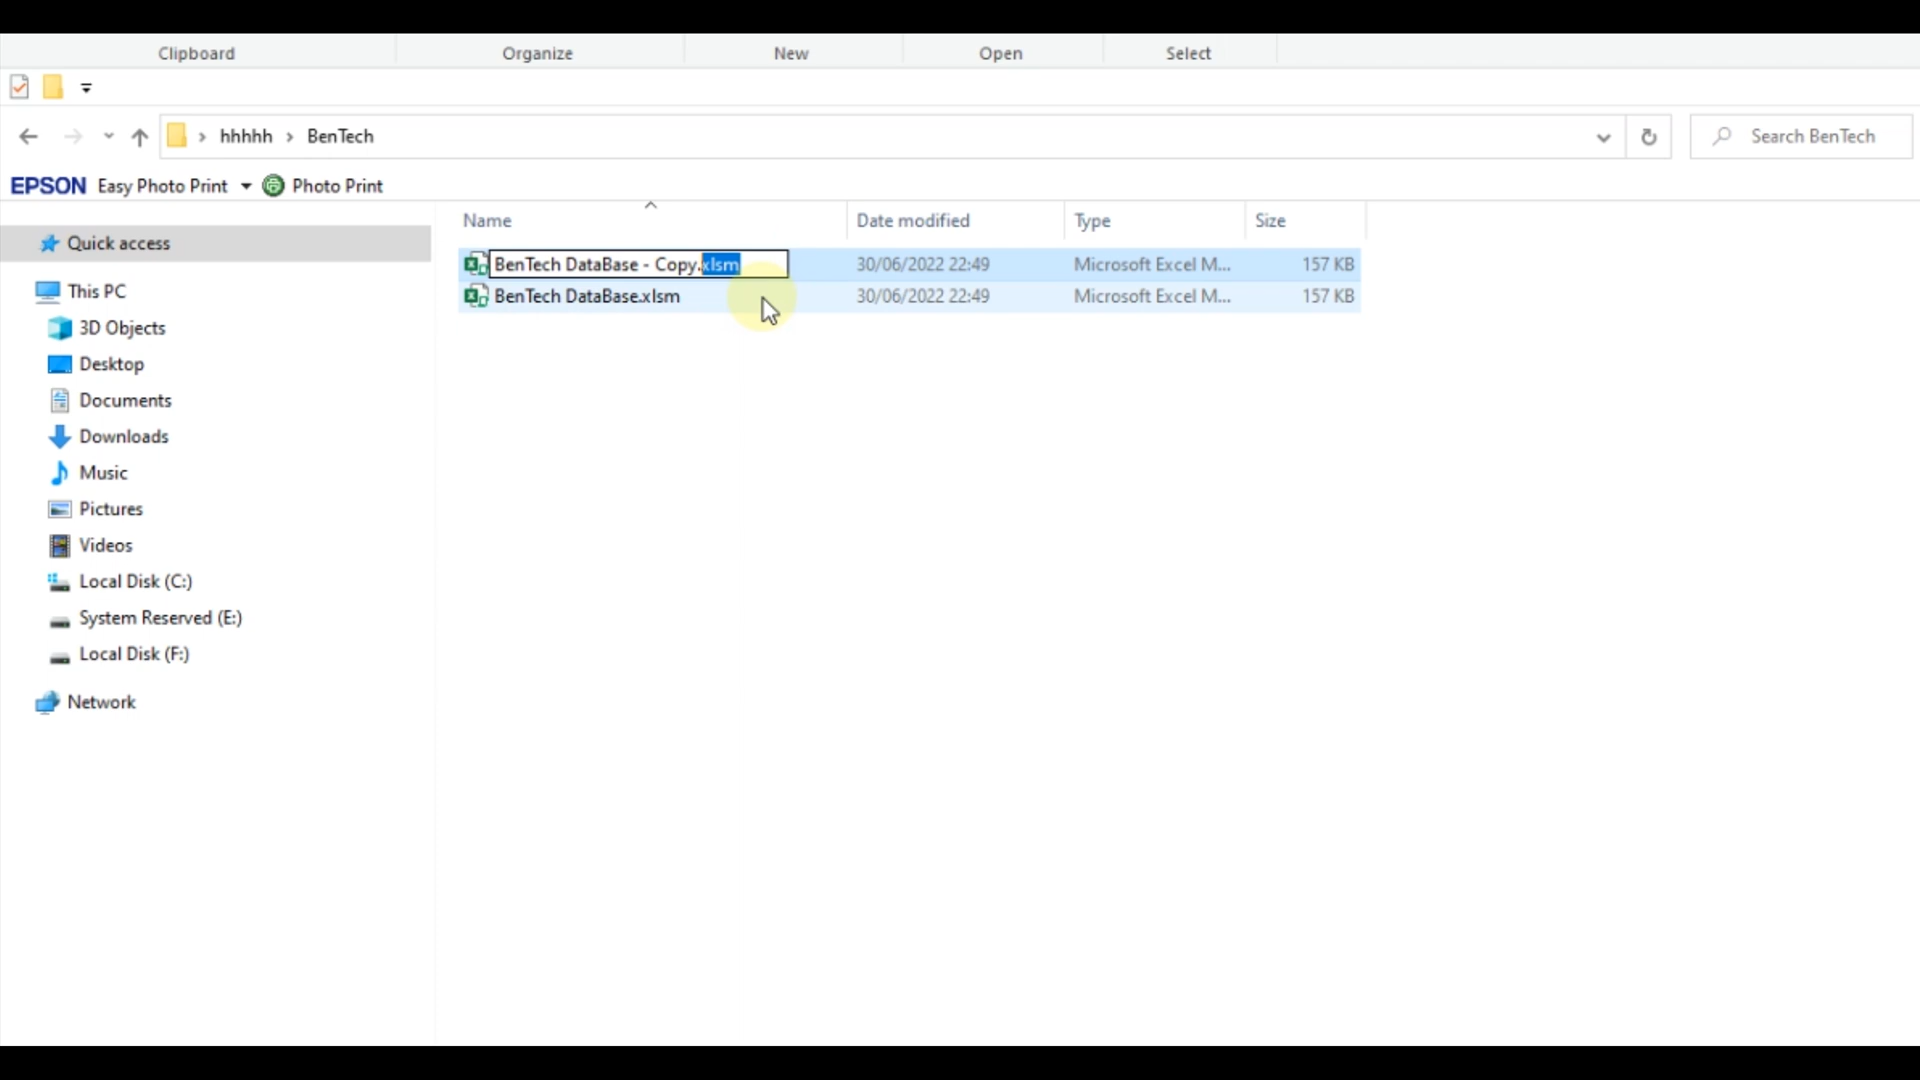 Clipboard Organize New Open Select
hhhhh BenTech Search BenTech
EPSON Easy Photo Print Photo Print
Name Date modified Type Size
Quick access
BenTech DataBase - Copy.xlsm 30/06/2022 22:49 Microsoft Excel M... 157 KB
BenTech DataBase.xlsm 30/06/2022 22:49 Microsoft Excel M... 157 KB
This PC
3D Objects
Desktop
Documents
Downloads
Music
Pictures
Videos
Local Disk (C:)
System Reserved (E:)
Local Disk (F:)
Network